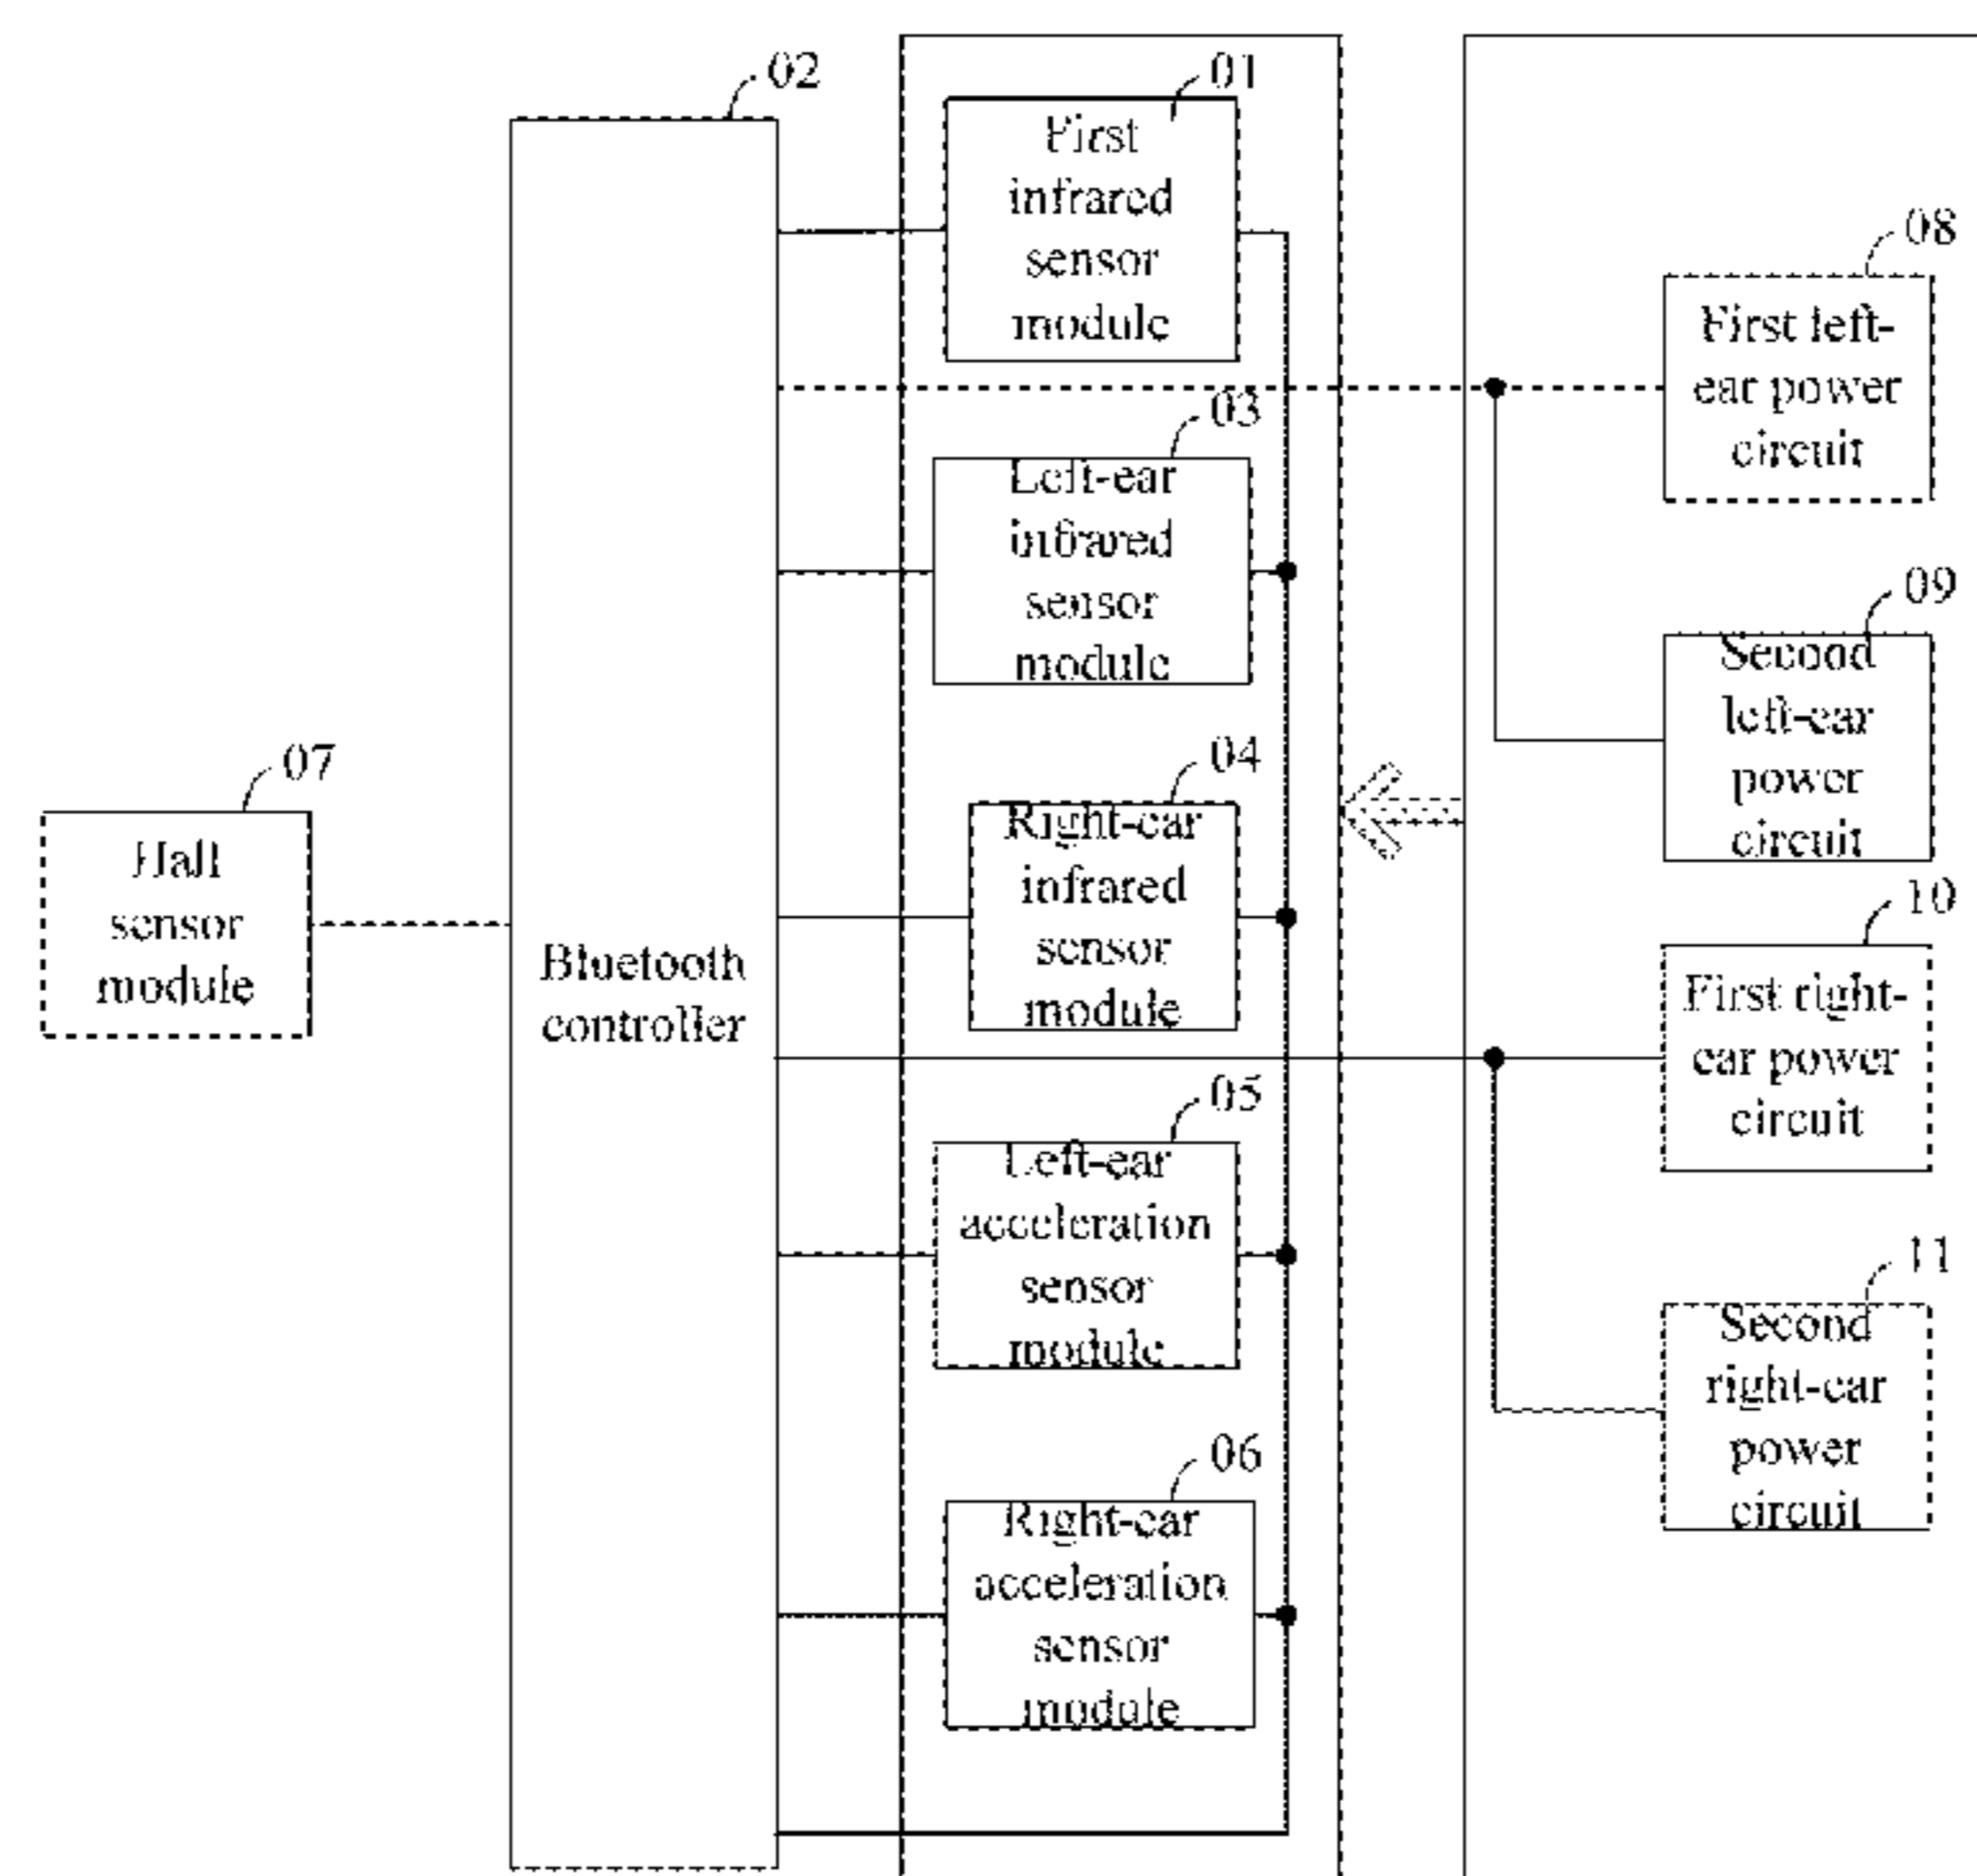 02
01
First
infrared
sensor
module
03
Left-ear
infrared
sensor
module
04
Right-ear
infrared
sensor
module
05
Left-ear
acceleration
sensor
module
06
Right-ear
acceleration
sensor
module
07
Hall
sensor
module
Bluetooth
controller
08
First left-
ear power
circuit
09
Second
left-ear
power
circuit
10
First right-
ear power
circuit
11
Second
right-ear
power
circuit